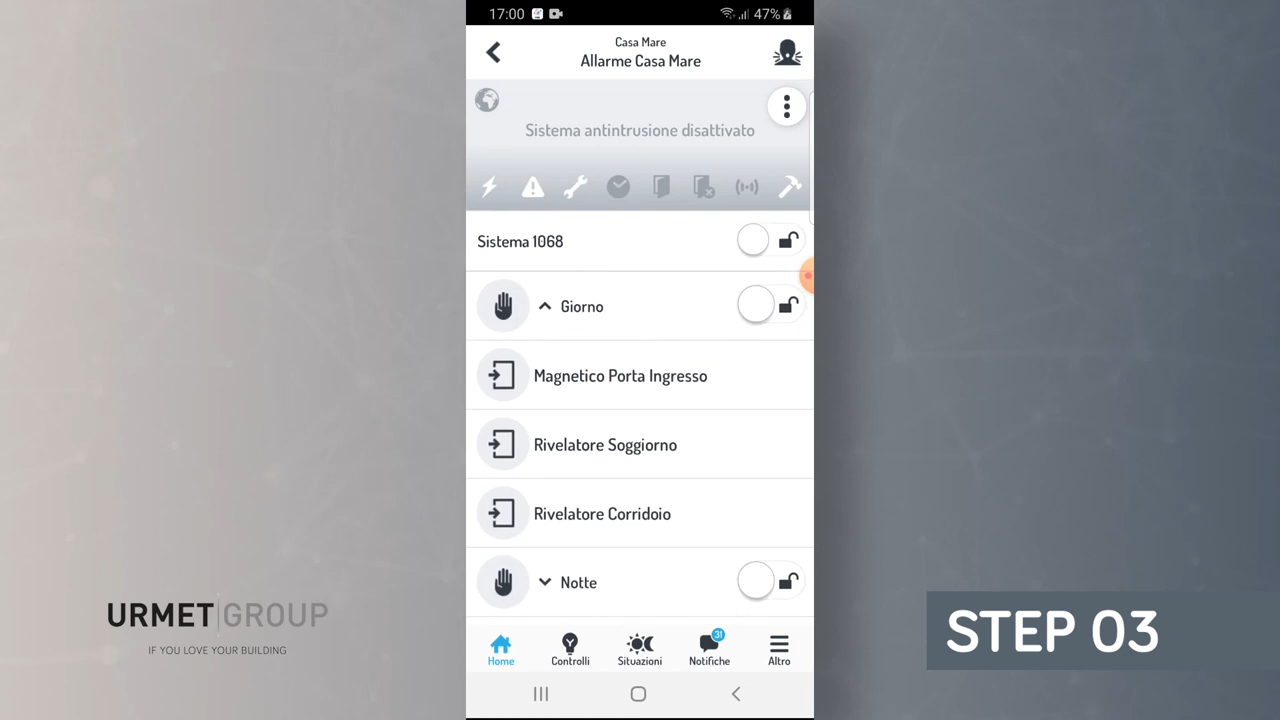 17:00
47%
Casa Mare
Allarme Casa Mare
Sistema antintrusione disattivato
Sistema 1068
Giorno
Magnetico Porta Ingresso
Rivelatore Soggiorno
Rivelatore Corridoio
Notte
31
Home Controlli Situazioni Notifiche Altro
URMET GROUP
IF YOU LOVE YOUR BUILDING
STEP 03